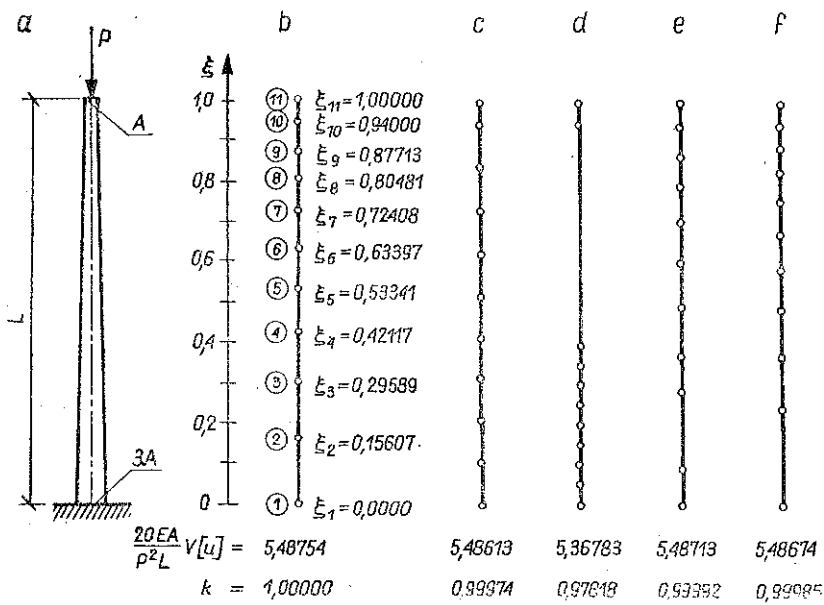 a b c d e f
P
ξ
1,0 ⑪ ξ₁₁=1,00000
A ⑩ ξ₁₀=0,94000
⑨ ξ₉=0,87713
0,8 ⑧ ξ₈=0,80481
⑦ ξ₇=0,72408
0,6 ⑥ ξ₆=0,63397
⑤ ξ₅=0,53341
L
0,4 ④ ξ₄=0,42117
③ ξ₃=0,29589
0,2 ② ξ₂=0,15607
3A
0 ① ξ₁=0,0000
20EA/P²L V[u] = 5,48754 5,48613 5,36783 5,48713 5,48674
k = 1,00000 0,99974 0,97818 0,99992 0,99985